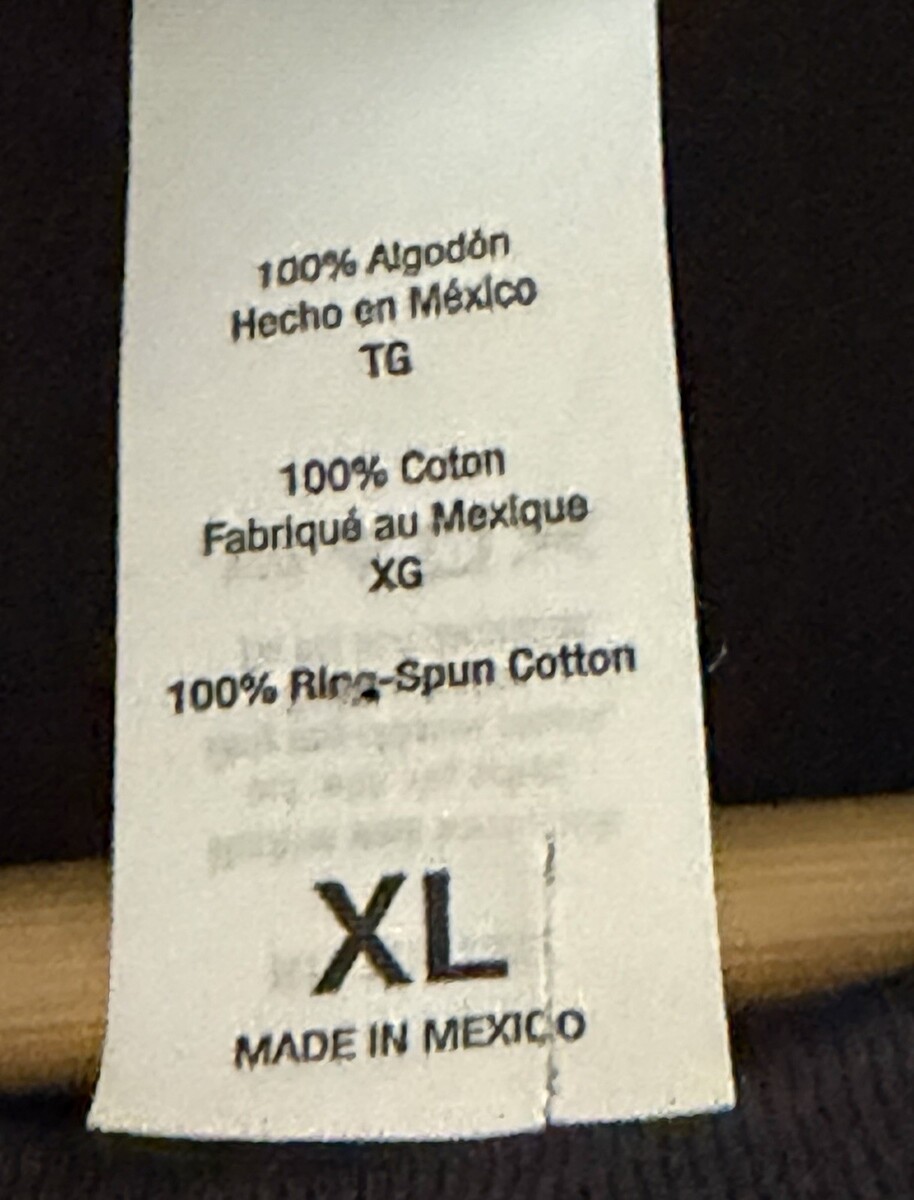 100% Algodón
Hecho en México
TG
100% Coton
Fabriqué au Mexique
XG
100% Ring-Spun Cotton
XL
MADE IN MEXICO